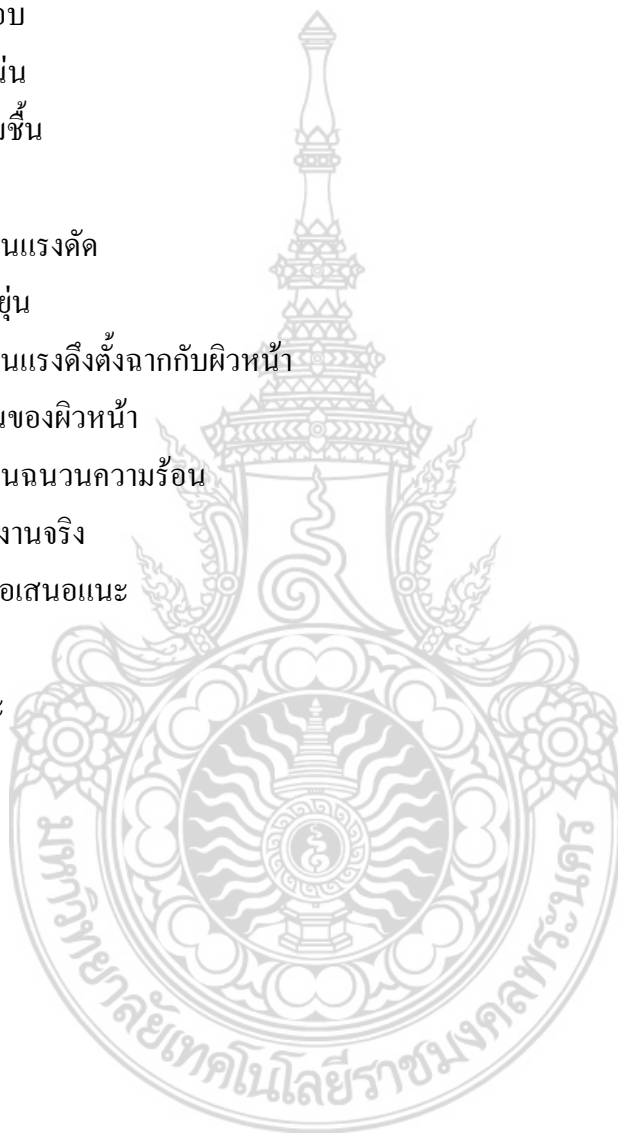 อบ
น่น
มชื้น
นแรงดัด
ยุ่น
นแรงดึงตั้งฉากกับผิวหน้า
นของผิวหน้า
นฉนวนความร้อน
งานจริง
อเสนอแนะ
ะ
มหาวิทยาลัยเทคโนโลยีราชมงคลพระนคร